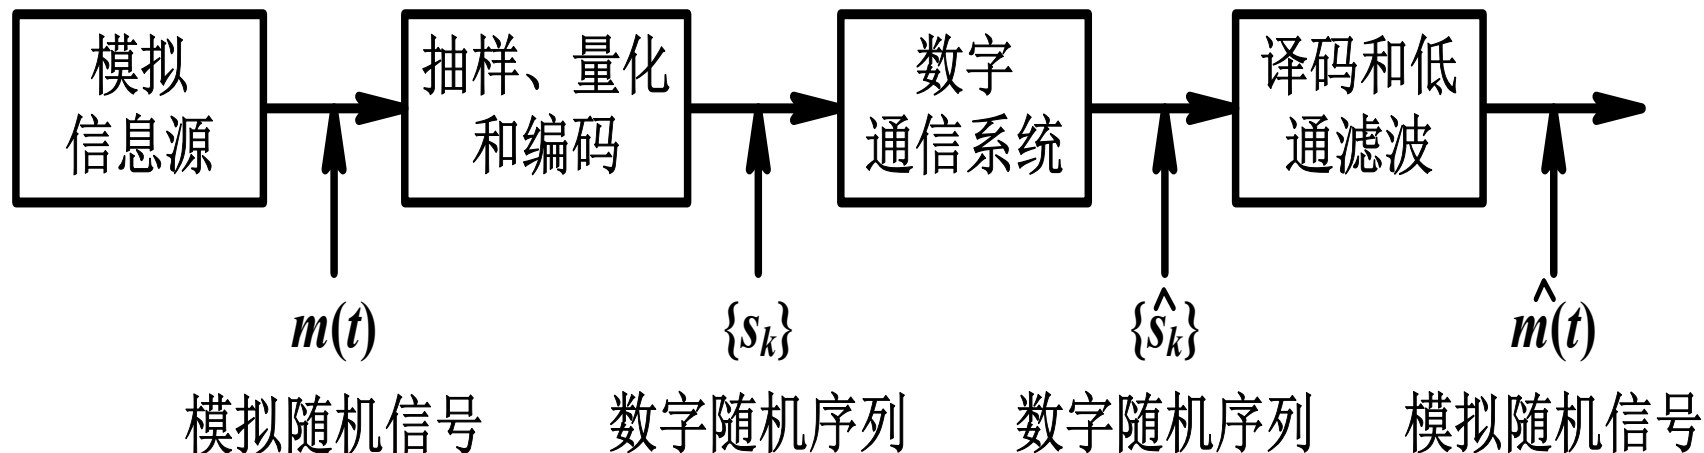 模拟
信息源
抽样、量化
和编码
数字
通信系统
译码和低
通滤波
m(t)
{s_k}
{ŝ_k}
m̂(t)
模拟随机信号
数字随机序列
数字随机序列
模拟随机信号